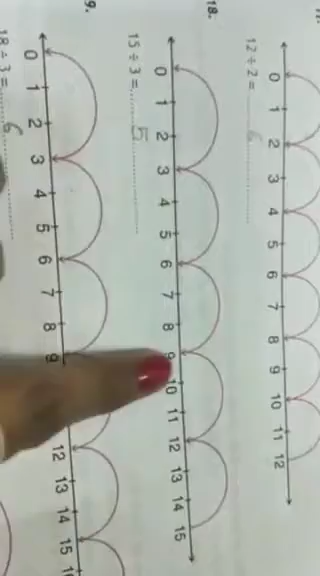 0 1 2 3 4 5 6 7 8 9 10 11 12
12 ÷ 2 = 6
18.
0 1 2 3 4 5 6 7 8 9 10 11 12 13 14 15
15 ÷ 3 = 5
9.
0 1 2 3 4 5 6 7 8 9 12 13 14 15
18 ÷ 3 = 6